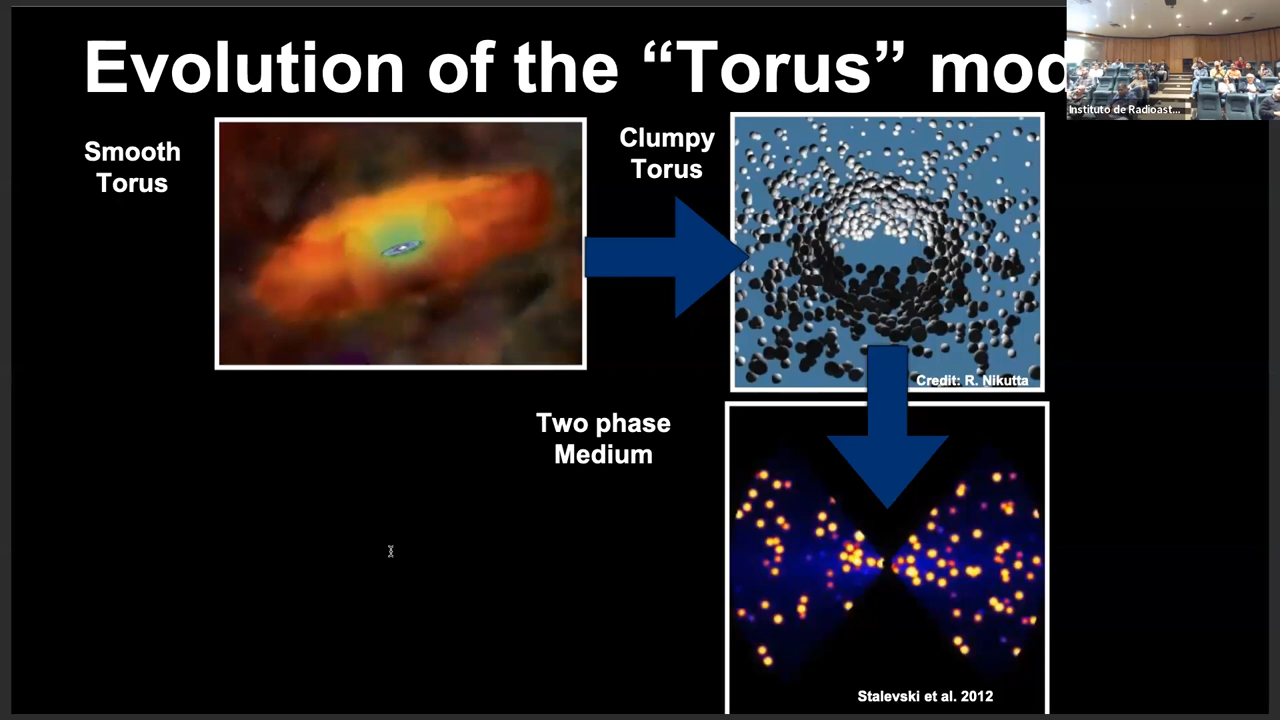 Evolution of the “Torus” mod
Instituto de Radioast...
Smooth
Torus
Clumpy
Torus
Credit: R. Nikutta
Two phase
Medium
Stalevski et al. 2012